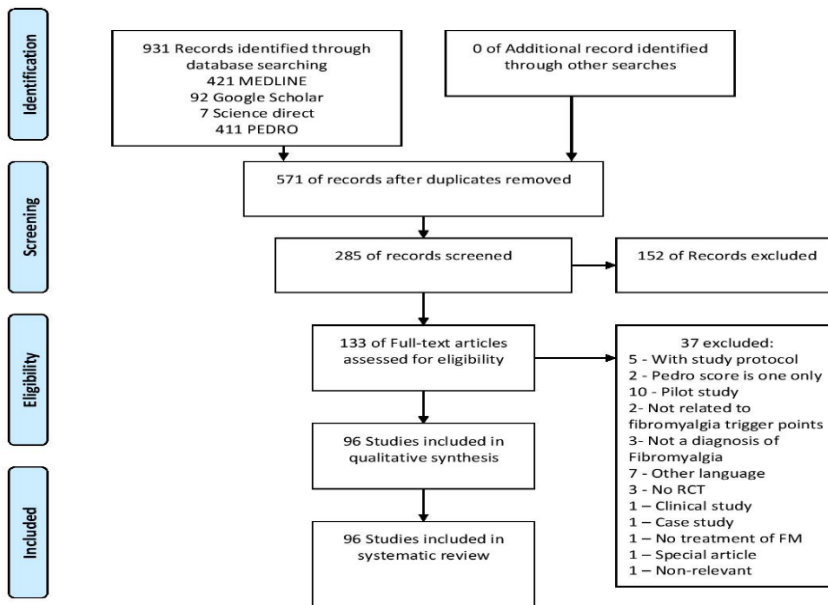 Identification
931 Records identified through
database searching
421 MEDLINE
92 Google Scholar
7 Science direct
411 PEDRO
0 of Additional record identified
through other searches
Screening
571 of records after duplicates removed
285 of records screened
152 of Records excluded
Eligibility
133 of Full-text articles
assessed for eligibility
37 excluded:
5 - With study protocol
2 - Pedro score is one only
10 - Pilot study
2- Not related to
fibromyalgia trigger points
3- Not a diagnosis of
Fibromyalgia
7 - Other language
3 - No RCT
1 – Clinical study
1 – Case study
1 – No treatment of FM
1 – Special article
1 – Non-relevant
96 Studies included in
qualitative synthesis
Included
96 Studies included in
systematic review